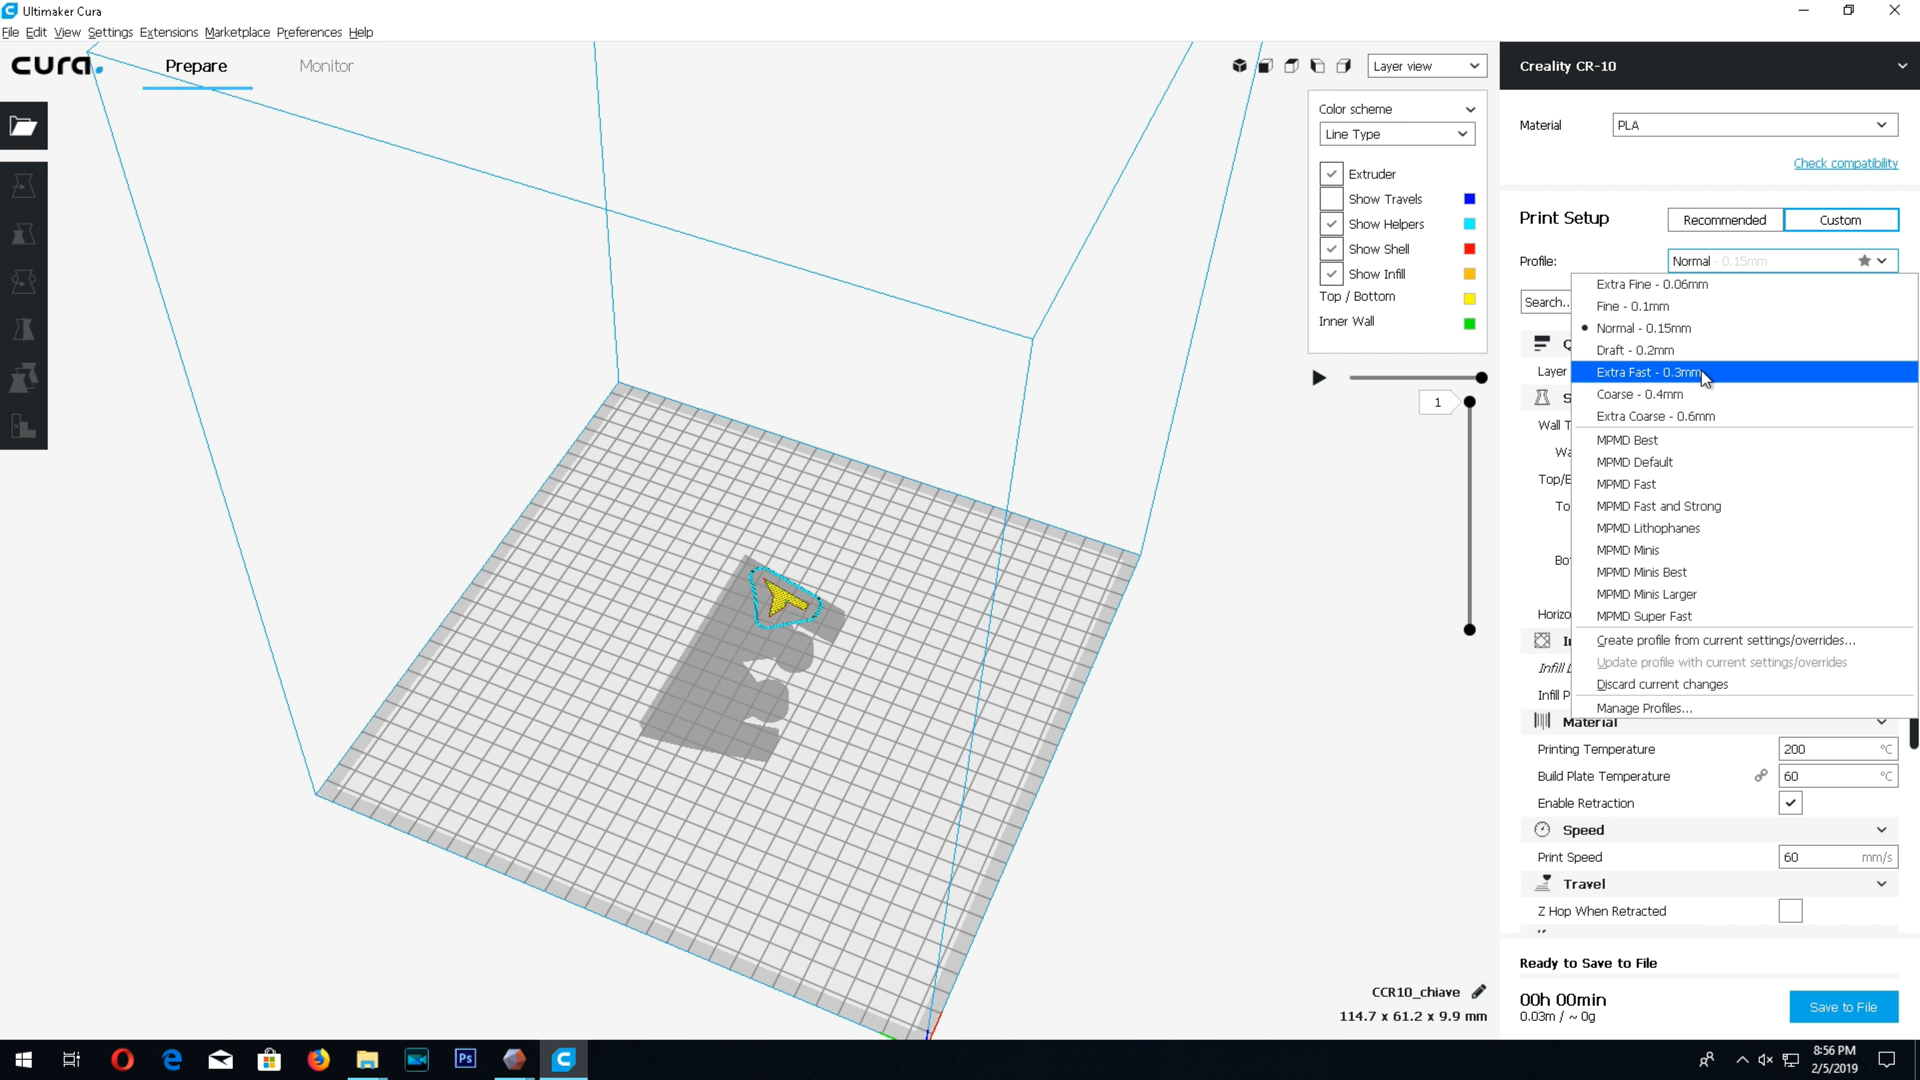 Ultimaker Cura
File Edit View Settings Extensions Marketplace Preferences Help
cura.
Prepare
Monitor
Layer view
Creality CR-10
Color scheme
Line Type
Extruder
Show Travels
Show Helpers
Show Shell
Show Infill
Top / Bottom
Inner Wall
1
Material
PLA
Check compatibility
Print Setup
Recommended
Custom
Profile:
Normal - 0.15mm
Search..
Extra Fine - 0.06mm
Fine - 0.1mm
Normal - 0.15mm
Draft - 0.2mm
Layer
Extra Fast - 0.3mm
Coarse - 0.4mm
Extra Coarse - 0.6mm
Wall T
MPMD Best
Wa
MPMD Default
Top/E
MPMD Fast
To
MPMD Fast and Strong
MPMD Lithophanes
MPMD Minis
Bot
MPMD Minis Best
MPMD Minis Larger
Horizo
MPMD Super Fast
Create profile from current settings/overrides...
Infill D
Update profile with current settings/overrides
Infill P
Discard current changes
Manage Profiles...
Material
Printing Temperature
200 °C
Build Plate Temperature
60 °C
Enable Retraction
Speed
Print Speed
60 mm/s
Travel
Z Hop When Retracted
Ready to Save to File
00h 00min
0.03m / ~ 0g
Save to File
CCR10_chiave
114.7 x 61.2 x 9.9 mm
Ps
8:56 PM
2/5/2019